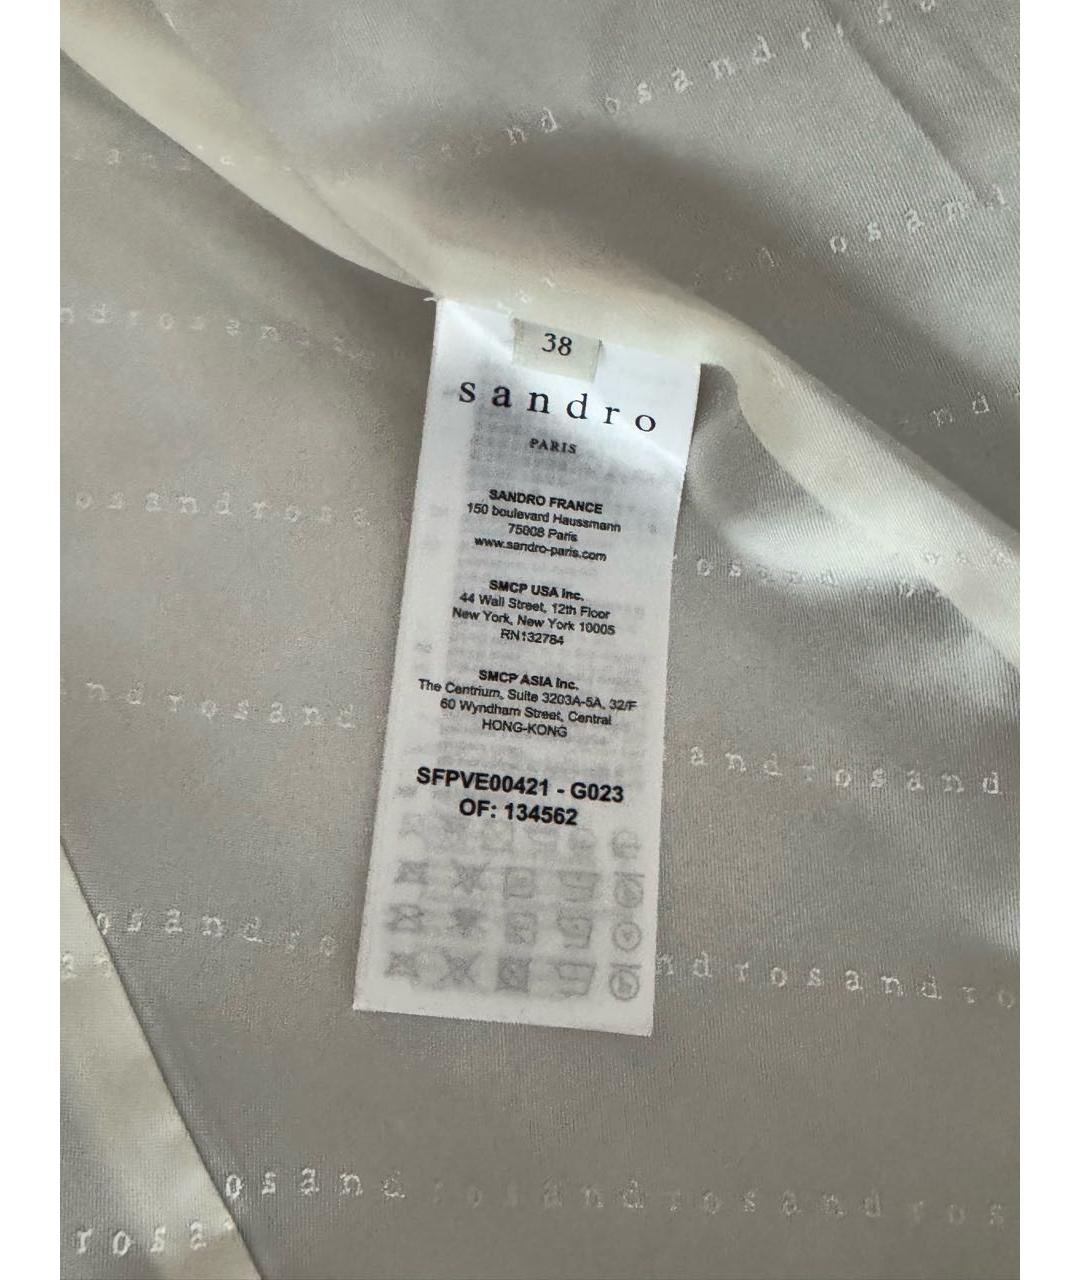 38
sandro
PARIS
SANDRO FRANCE
150 boulevard Haussmann
75008 Paris
www.sandro-paris.com
SMCP USA Inc.
44 Wall Street, 12th Floor
New York, New York 10005
RN132784
SMCP ASIA Inc.
The Centrium, Suite 3203A-5A, 32/F
60 Wyndham Street, Central
HONG-KONG
SFPVE00421 - G023
OF: 134562